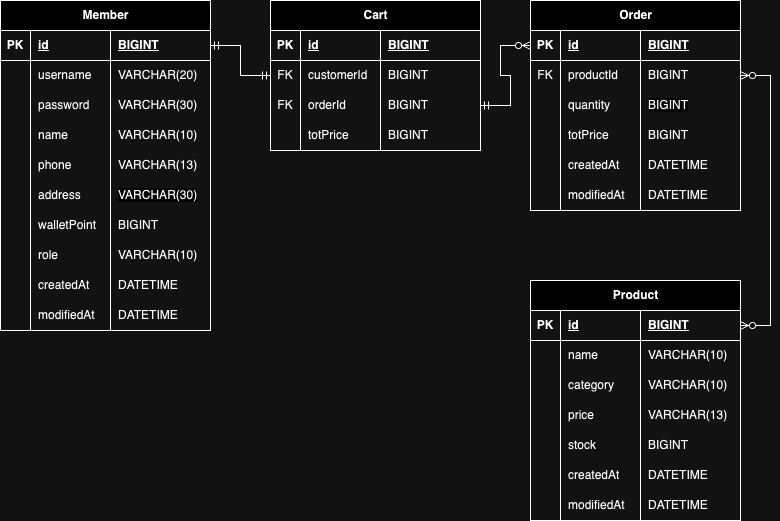 Member
PK id BIGINT
username VARCHAR(20)
password VARCHAR(30)
name VARCHAR(10)
phone VARCHAR(13)
address VARCHAR(30)
walletPoint BIGINT
role VARCHAR(10)
createdAt DATETIME
modifiedAt DATETIME
Cart
PK id BIGINT
FK customerId BIGINT
FK orderId BIGINT
totPrice BIGINT
Order
PK id BIGINT
FK productId BIGINT
quantity BIGINT
totPrice BIGINT
createdAt DATETIME
modifiedAt DATETIME
Product
PK id BIGINT
name VARCHAR(10)
category VARCHAR(10)
price VARCHAR(13)
stock BIGINT
createdAt DATETIME
modifiedAt DATETIME